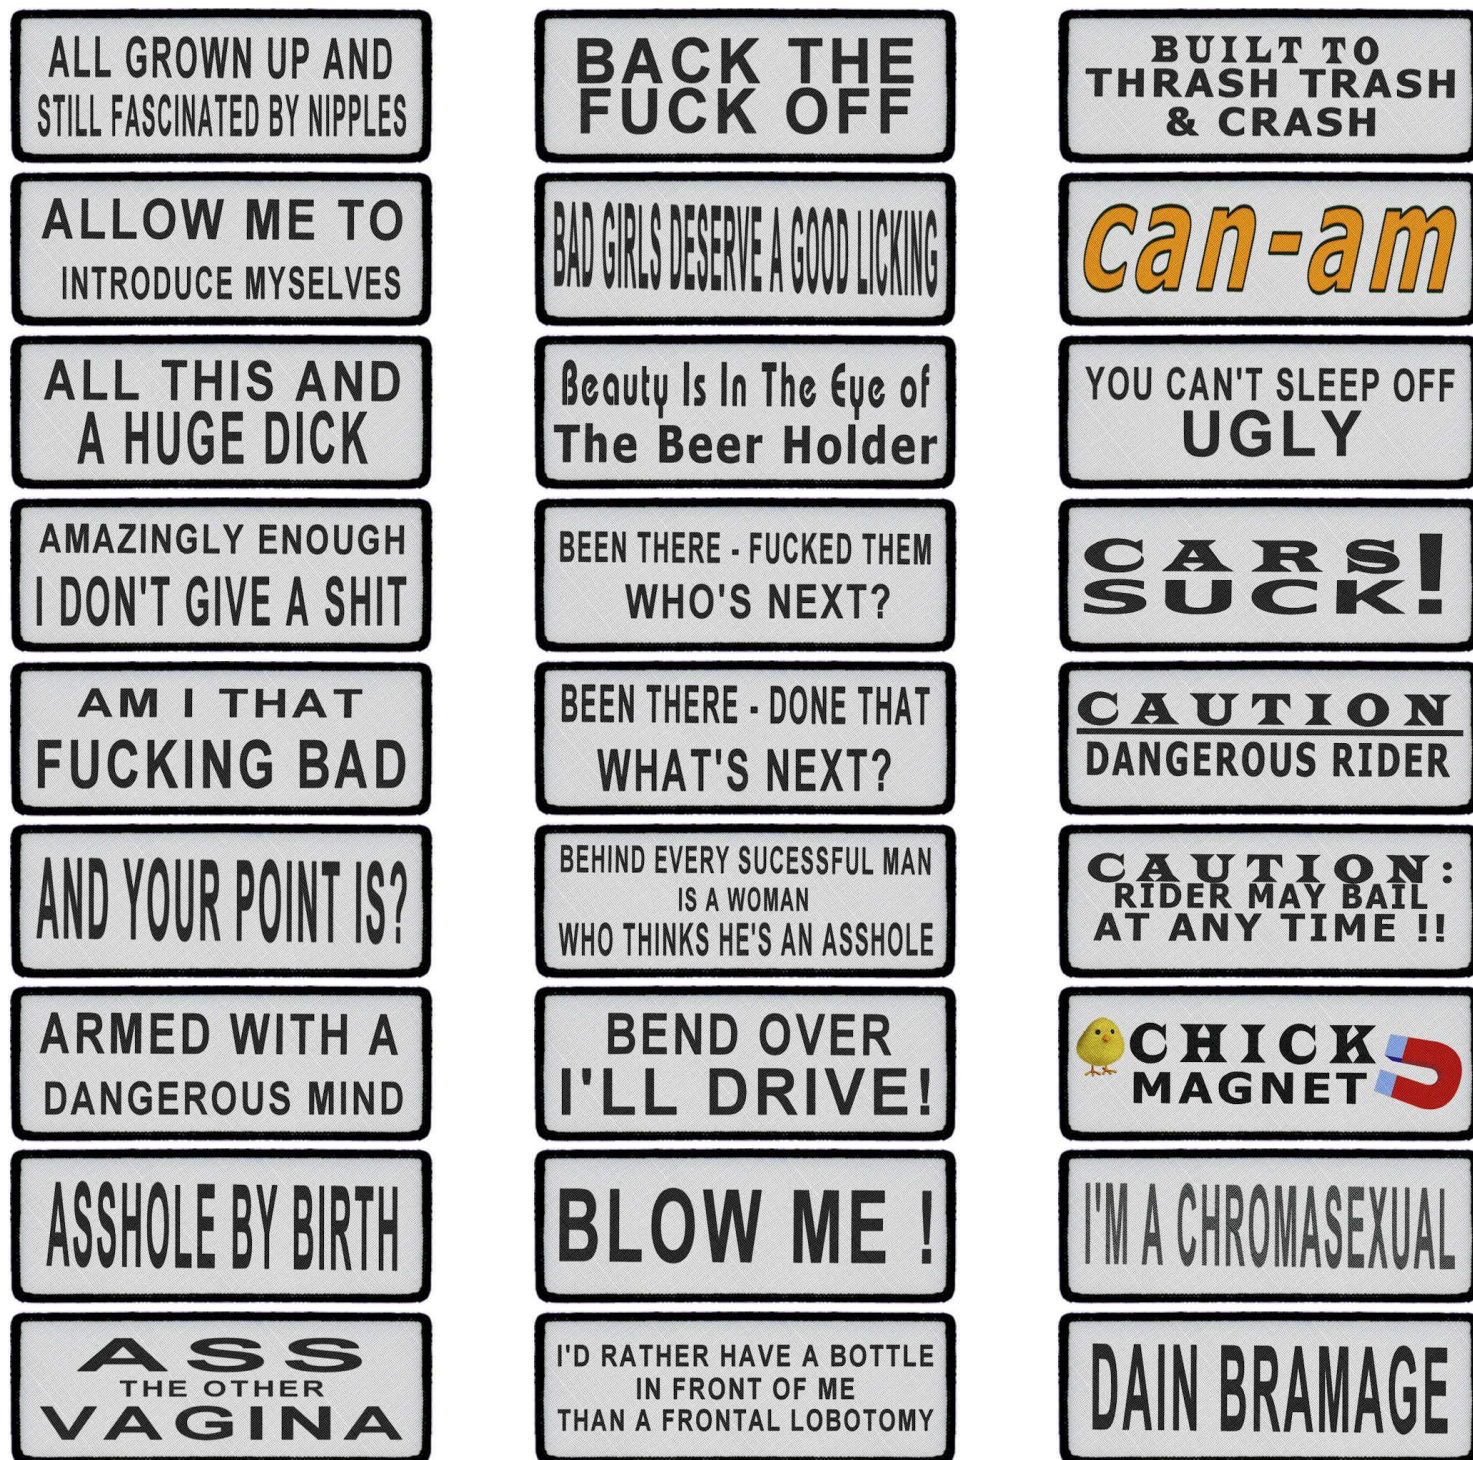 ALL GROWN UP AND
STILL FASCINATED BY NIPPLES
ALLOW ME TO
INTRODUCE MYSELVES
ALL THIS AND
A HUGE DICK
AMAZINGLY ENOUGH
I DON'T GIVE A SHIT
AM I THAT
FUCKING BAD
AND YOUR POINT IS?
ARMED WITH A
DANGEROUS MIND
ASSHOLE BY BIRTH
ASS
THE OTHER
VAGINA
BACK THE
FUCK OFF
BAD GIRLS DESERVE A GOOD LICKING
Beauty Is In The Eye of
The Beer Holder
BEEN THERE - FUCKED THEM
WHO'S NEXT?
BEEN THERE - DONE THAT
WHAT'S NEXT?
BEHIND EVERY SUCESSFUL MAN
IS A WOMAN
WHO THINKS HE'S AN ASSHOLE
BEND OVER
I'LL DRIVE!
BLOW ME !
I'D RATHER HAVE A BOTTLE
IN FRONT OF ME
THAN A FRONTAL LOBOTOMY
BUILT TO
THRASH TRASH
& CRASH
can-am
YOU CAN'T SLEEP OFF
UGLY
CARS
SUCK!
CAUTION
DANGEROUS RIDER
CAUTION:
RIDER MAY BAIL
AT ANY TIME !!
CHICK
MAGNET
I'M A CHROMASEXUAL
DAIN BRAMAGE